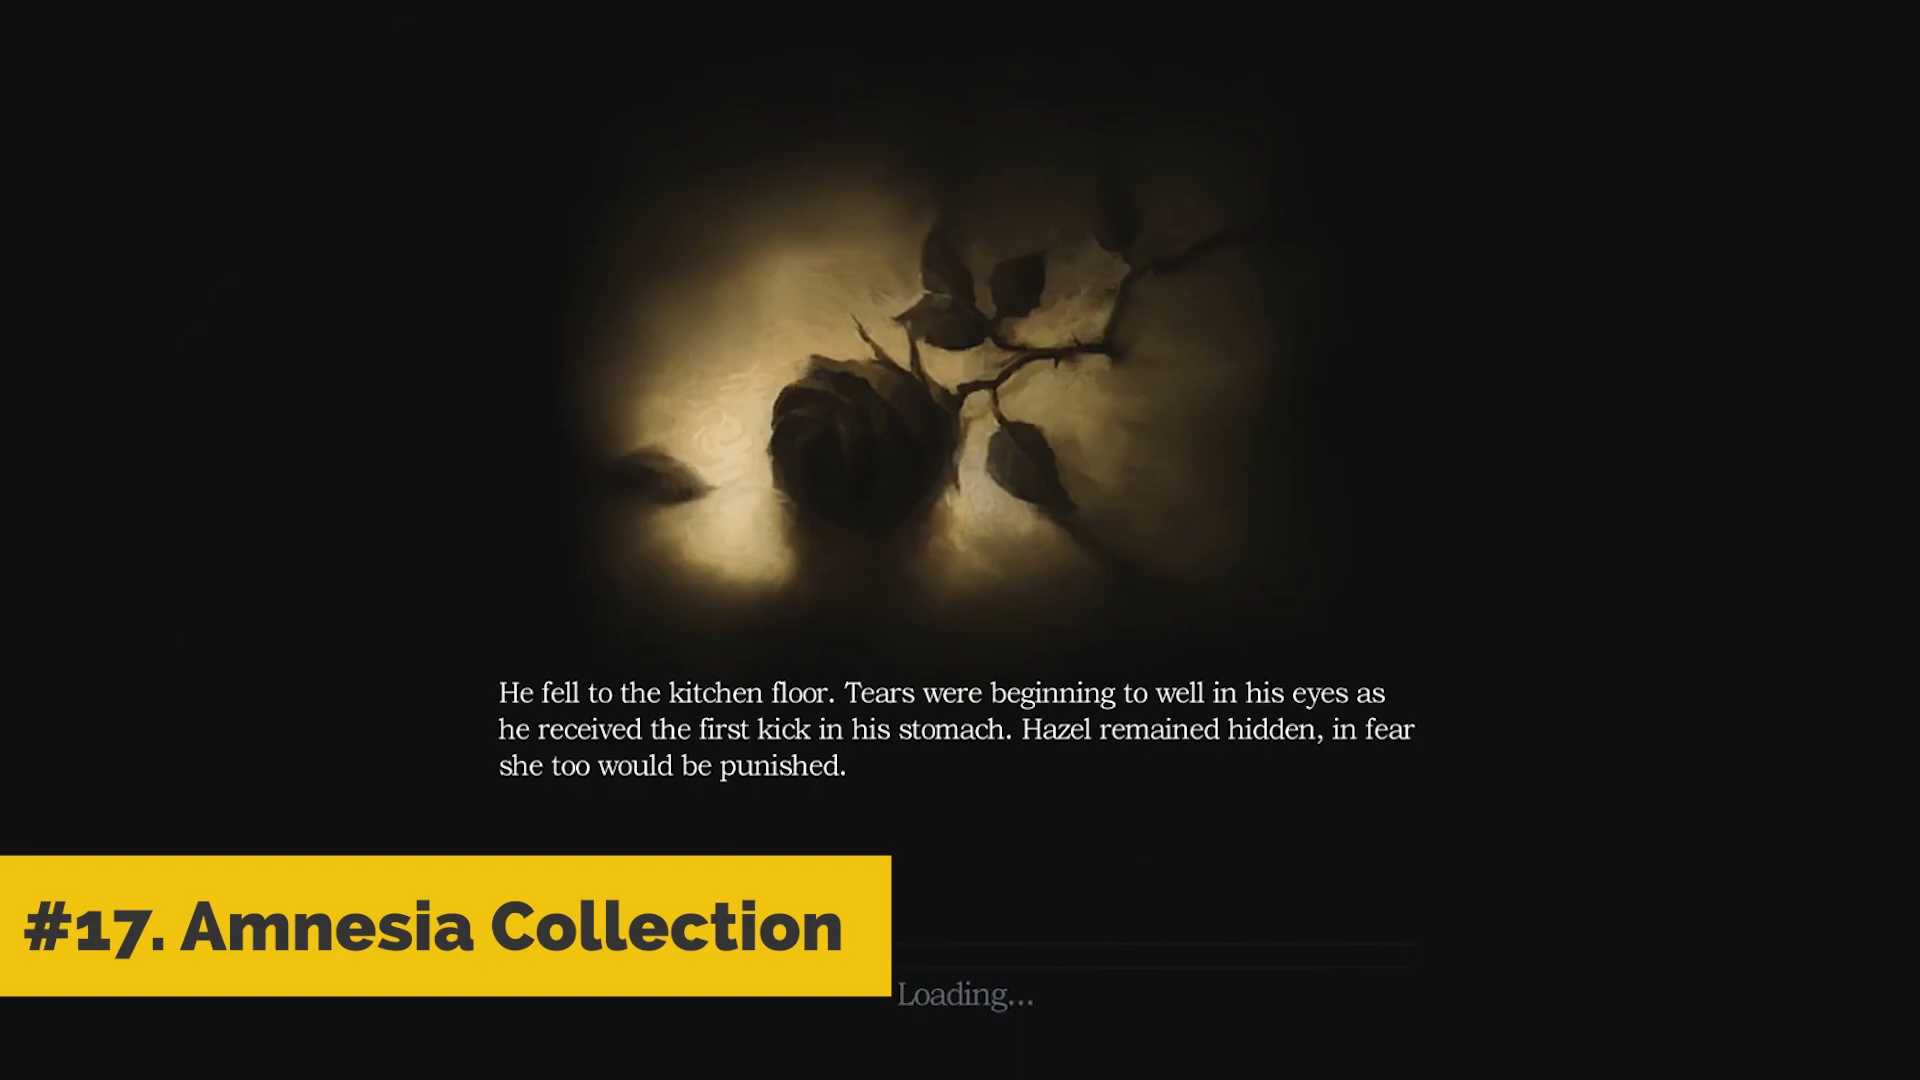 He fell to the kitchen floor. Tears were beginning to well in his eyes as
he received the first kick in his stomach. Hazel remained hidden, in fear
she too would be punished.
#17. Amnesia Collection
Loading...